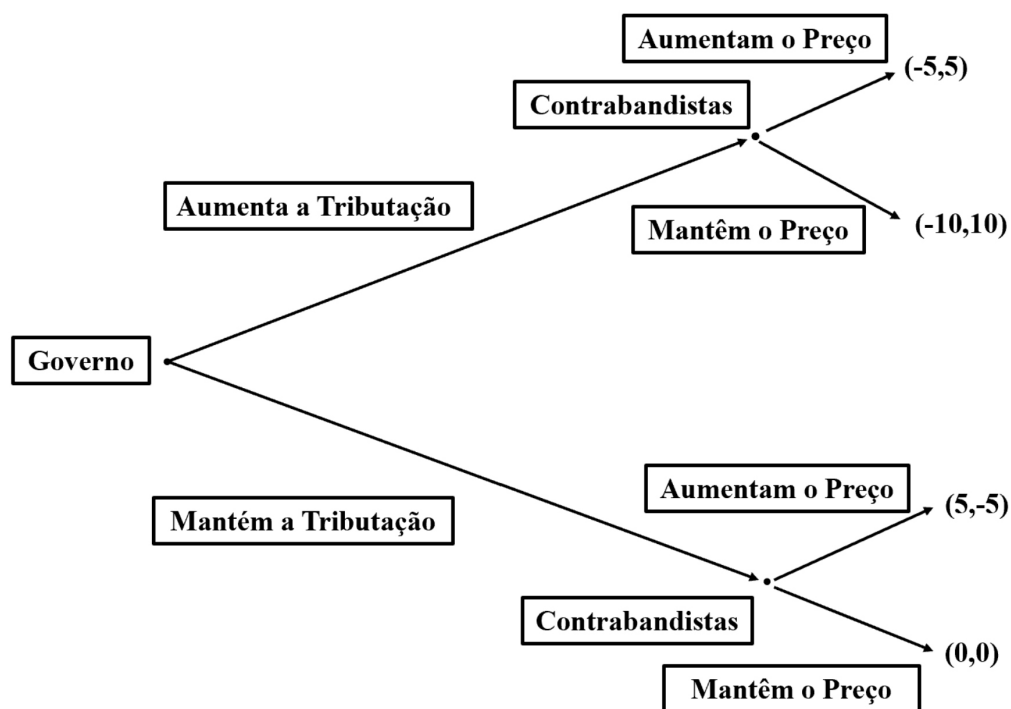 Aumentam o Preço
(-5,5)
Contrabandistas
Aumenta a Tributação
Mantêm o Preço
(-10,10)
Governo
Aumentam o Preço
(5,-5)
Mantém a Tributação
Contrabandistas
(0,0)
Mantêm o Preço